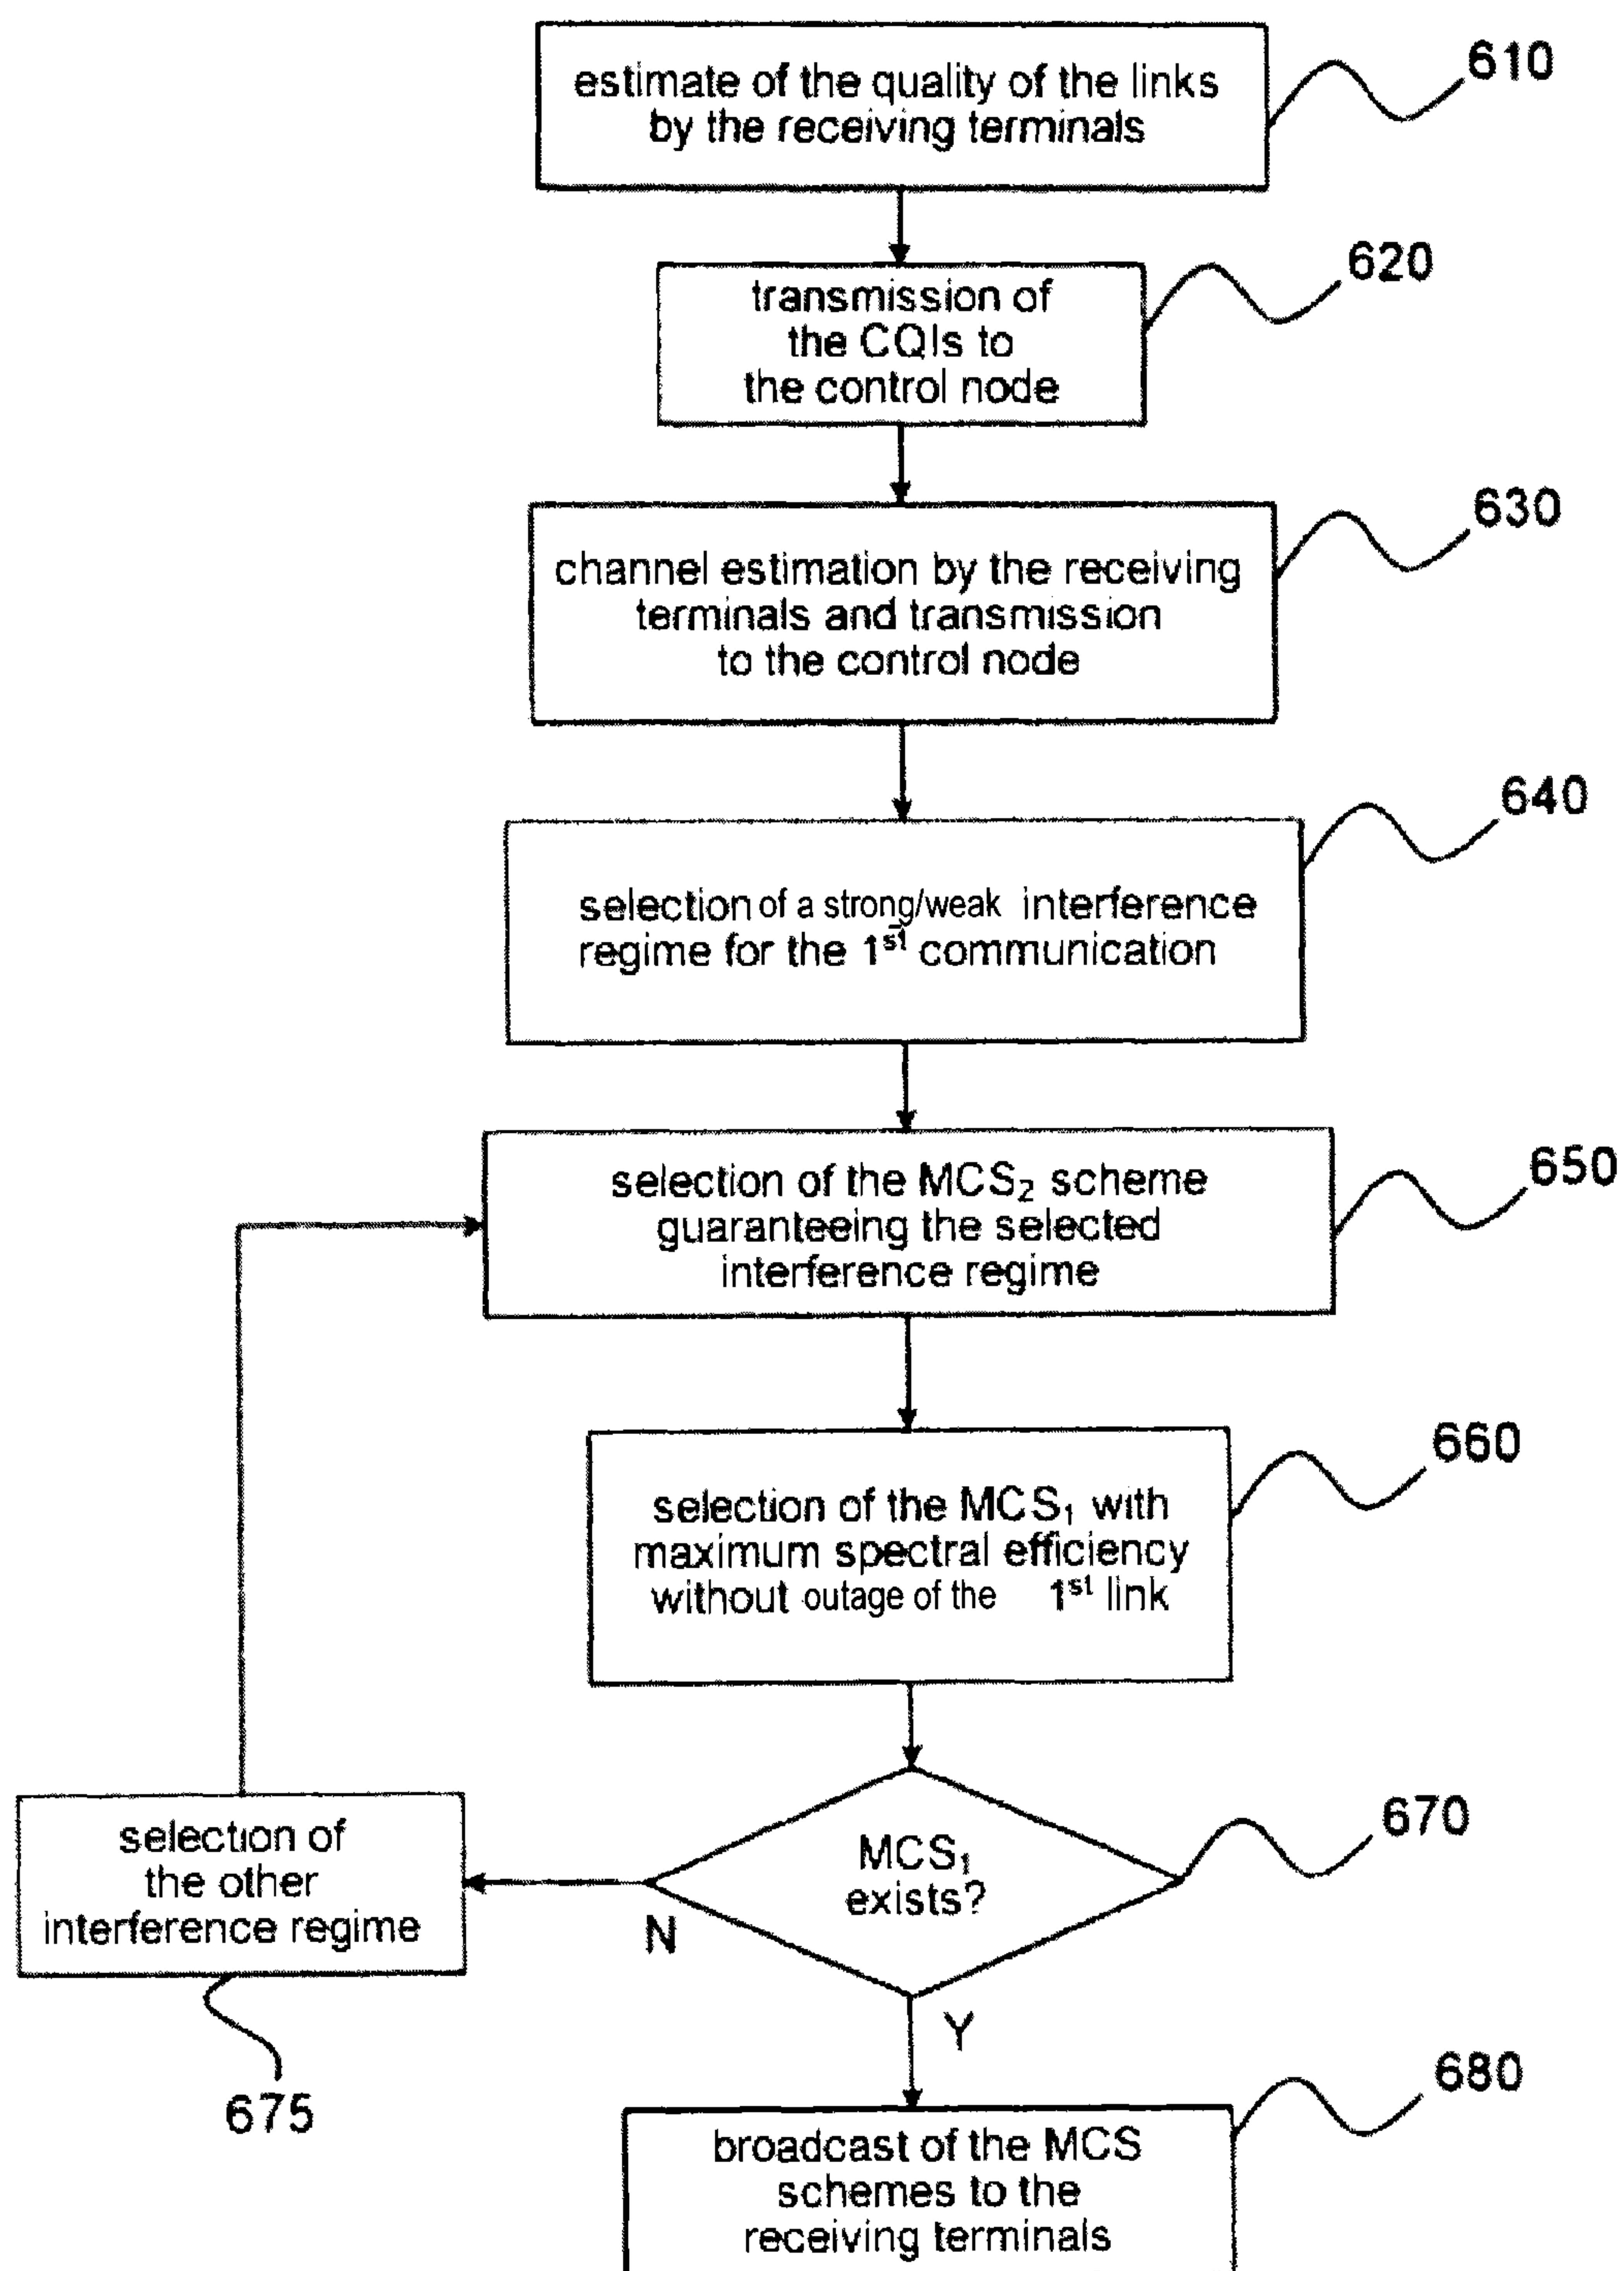 estimate of the quality of the links
by the receiving terminals
610
transmission of
the CQIs to
the control node
620
channel estimation by the receiving
terminals and transmission
to the control node
630
selection of a strong/weak interference
regime for the 1st communication
640
selection of the MCS₂ scheme
guaranteeing the selected
interference regime
650
selection of the MCS₁ with
maximum spectral efficiency
without outage of the 1st link
660
MCS₁
exists?
670
N
Y
selection of
the other
interference regime
675
broadcast of the MCS
schemes to the
receiving terminals
680